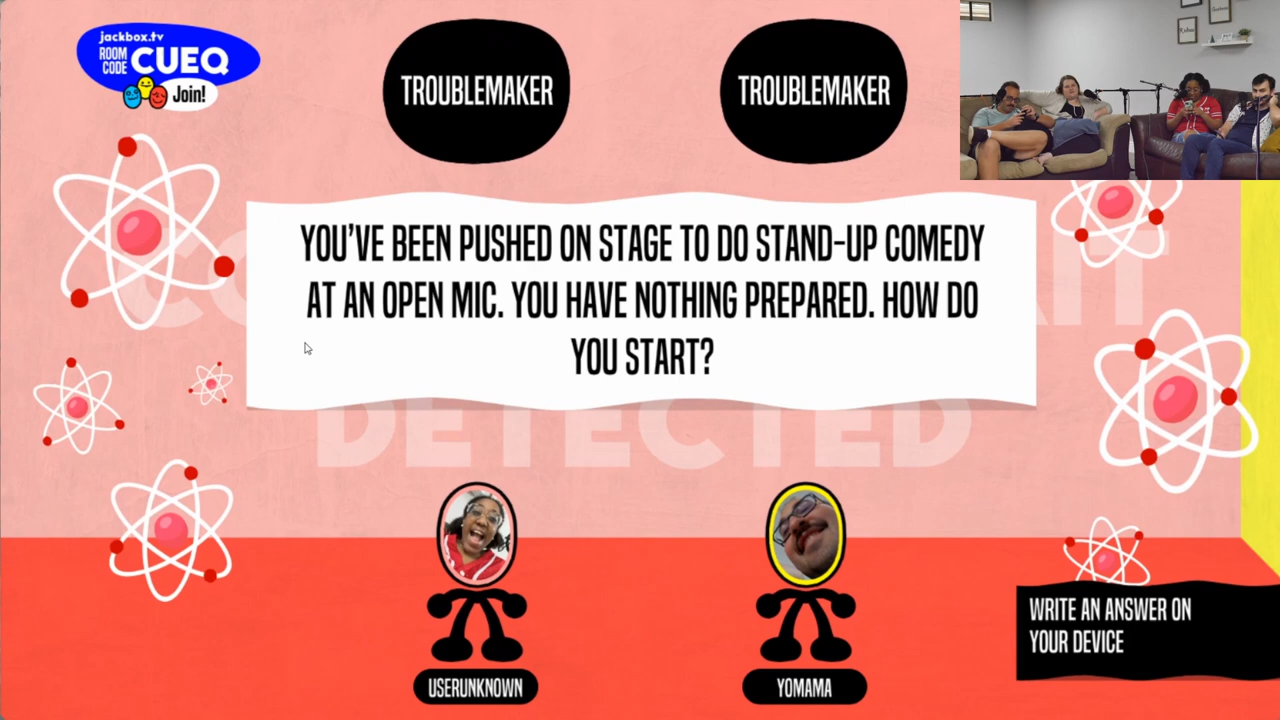 jackbox.tv
ROOM CODE CUEQ
Join!
TROUBLEMAKER
TROUBLEMAKER
YOU'VE BEEN PUSHED ON STAGE TO DO STAND-UP COMEDY
AT AN OPEN MIC. YOU HAVE NOTHING PREPARED. HOW DO
YOU START?
DETECTED
USERUNKNOWN
YOMAMA
WRITE AN ANSWER ON
YOUR DEVICE